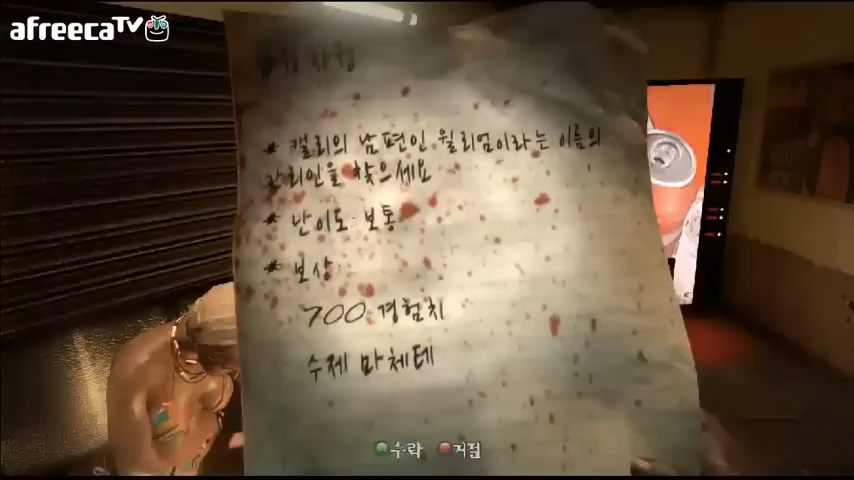 afreecaTV
* 캘리의 남편인 윌리엄이라는 이름의
관리인을 찾으세요
* 난이도: 보통
* 보상:
700 경험치
수제 마체테
수락 거절